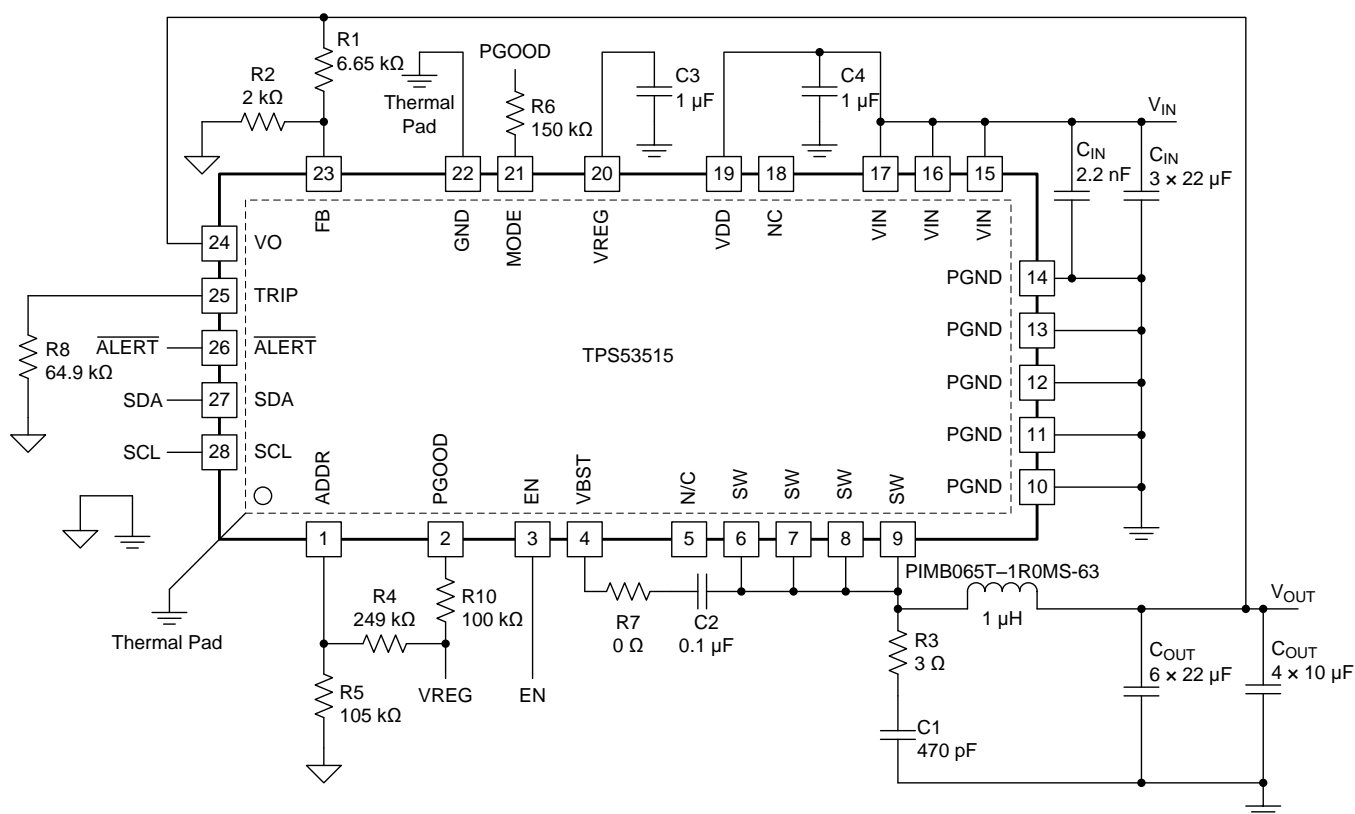 R1
6.65 kΩ
R2
2 kΩ
Thermal
Pad
PGOOD
R6
150 kΩ
C3
1 µF
C4
1 µF
VIN
CIN
2.2 nF
CIN
3 × 22 µF
23
22
21
20
19
18
17
16
15
FB
GND
MODE
VREG
VDD
NC
VIN
VIN
VIN
24
VO
25
TRIP
R8
64.9 kΩ
ALERT
26
ALERT
SDA
27
SDA
SCL
28
SCL
TPS53515
PGND
14
PGND
13
PGND
12
PGND
11
PGND
10
ADDR
PGOOD
EN
VBST
N/C
SW
SW
SW
SW
1
2
3
4
5
6
7
8
9
Thermal Pad
R4
249 kΩ
R10
100 kΩ
R5
105 kΩ
VREG
EN
R7
0 Ω
C2
0.1 µF
PIMB065T–1R0MS-63
1 µH
VOUT
R3
3 Ω
C1
470 pF
COUT
6 × 22 µF
COUT
4 × 10 µF